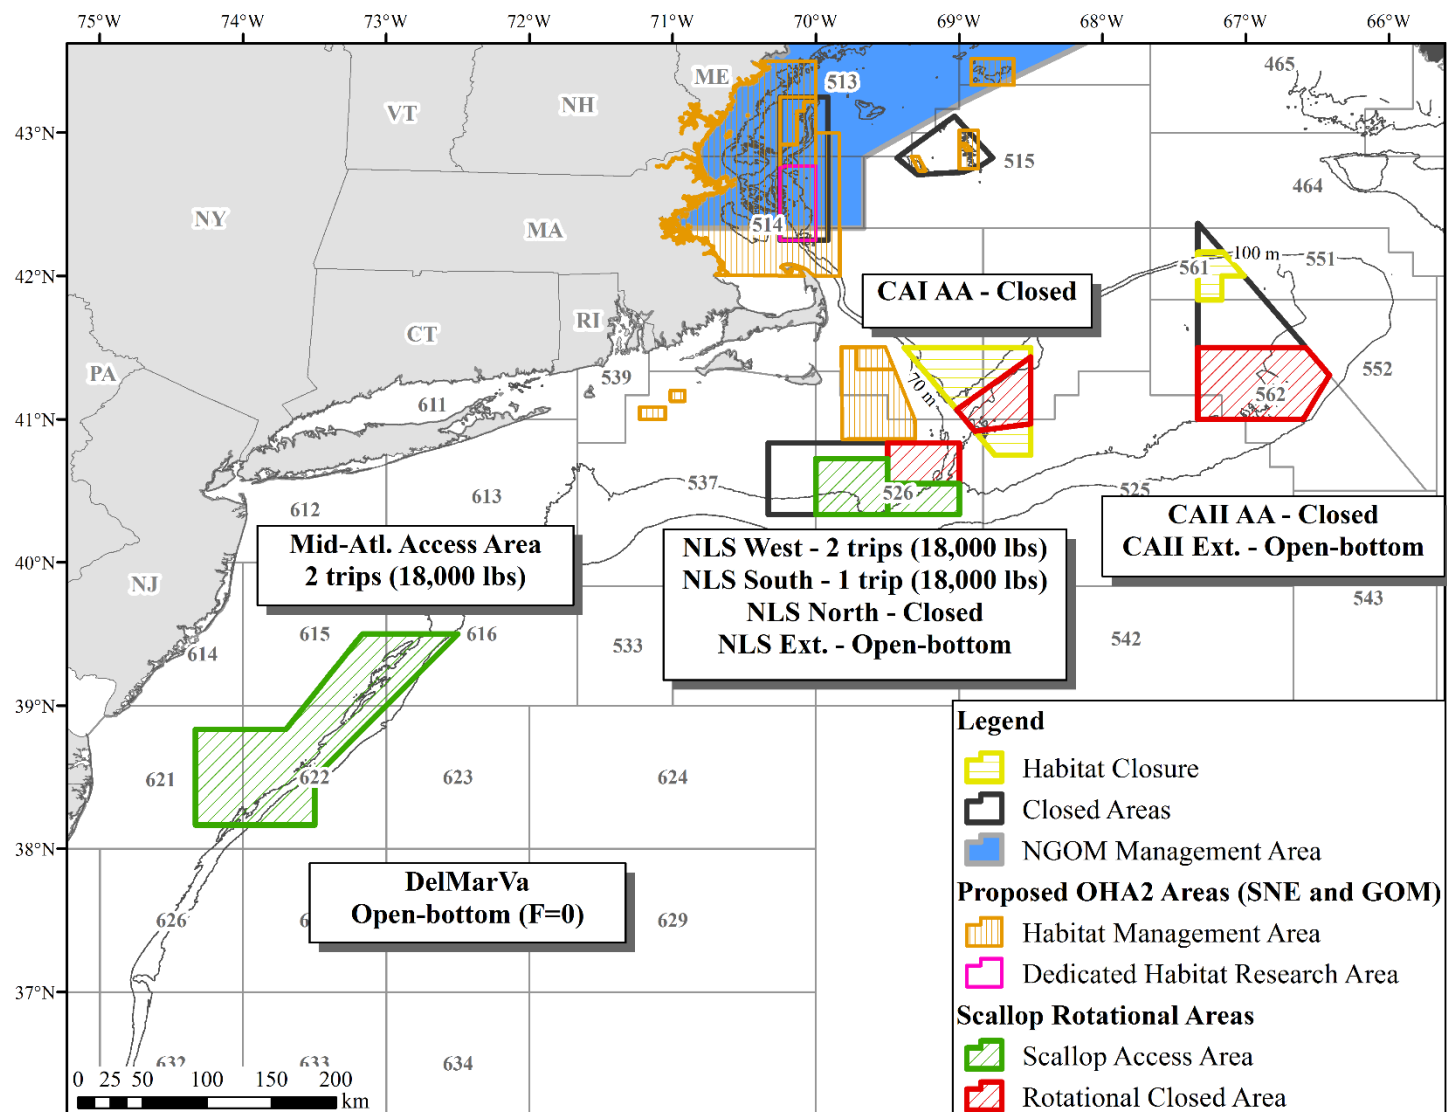 75°W 74°W 73°W 72°W 71°W 70°W 69°W 68°W 67°W 66°W
ME
513
465
VT
NH
43°N
515
464
NY
MA
514
42°N
100 m
551
561
CAI AA - Closed
CT
RI
PA
539
552
70 m
562
611
41°N
537
526
525
613
612
CAII AA - Closed
CAII Ext. - Open-bottom
Mid-Atl. Access Area
2 trips (18,000 lbs)
NLS West - 2 trips (18,000 lbs)
NLS South - 1 trip (18,000 lbs)
NLS North - Closed
NLS Ext. - Open-bottom
40°N
NJ
543
615
616
614
533
542
39°N
621
622
623
624
38°N
DelMarVa
Open-bottom (F=0)
626
629
37°N
632
633
634
0 25 50 100 150 200
km
Legend
Habitat Closure
Closed Areas
NGOM Management Area
Proposed OHA2 Areas (SNE and GOM)
Habitat Management Area
Dedicated Habitat Research Area
Scallop Rotational Areas
Scallop Access Area
Rotational Closed Area